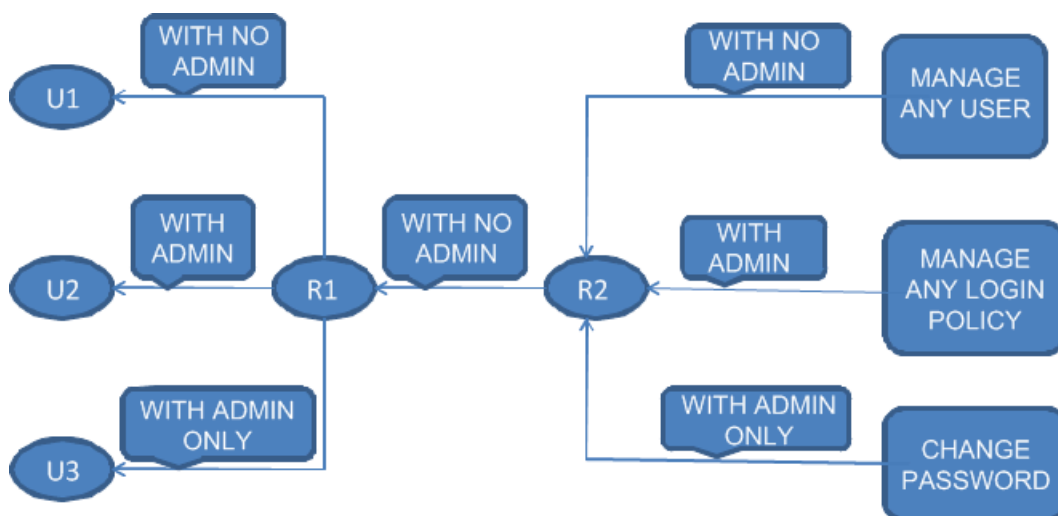 WITH NO
ADMIN
WITH NO
ADMIN
MANAGE
ANY USER
U1
WITH
ADMIN
WITH NO
ADMIN
WITH
ADMIN
MANAGE
ANY LOGIN
POLICY
U2
R1
R2
WITH ADMIN
ONLY
WITH ADMIN
ONLY
CHANGE
PASSWORD
U3